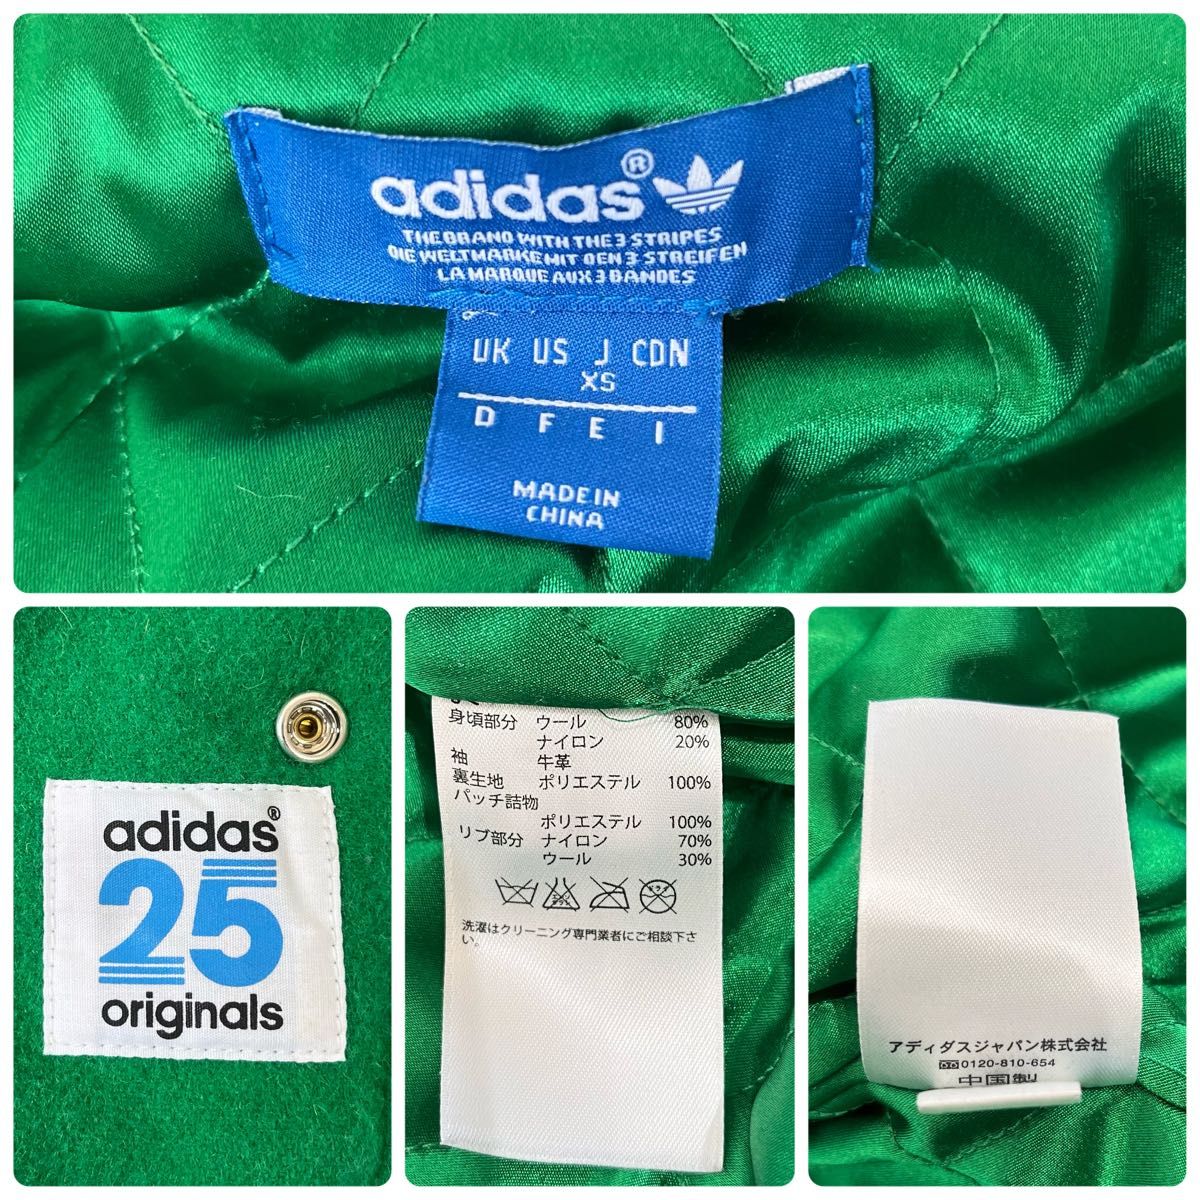 adidas®
THE BRAND WITH THE 3 STRIPES
DIE WELTMARKE MIT DEN 3 STREIFEN
LA MARQUE AUX 3 BANDES
UK US J CDN
XS
D F E I
MADE IN
CHINA
adidas®
25
originals
身頃部分 ウール 80%
ナイロン 20%
袖 牛革
裏生地 ポリエステル 100%
パッチ詰物
ポリエステル 100%
リブ部分 ナイロン 70%
ウール 30%
洗濯はクリーニング専門業者にご相談下さ
い。
アディダスジャパン株式会社
0120-810-654
中国製